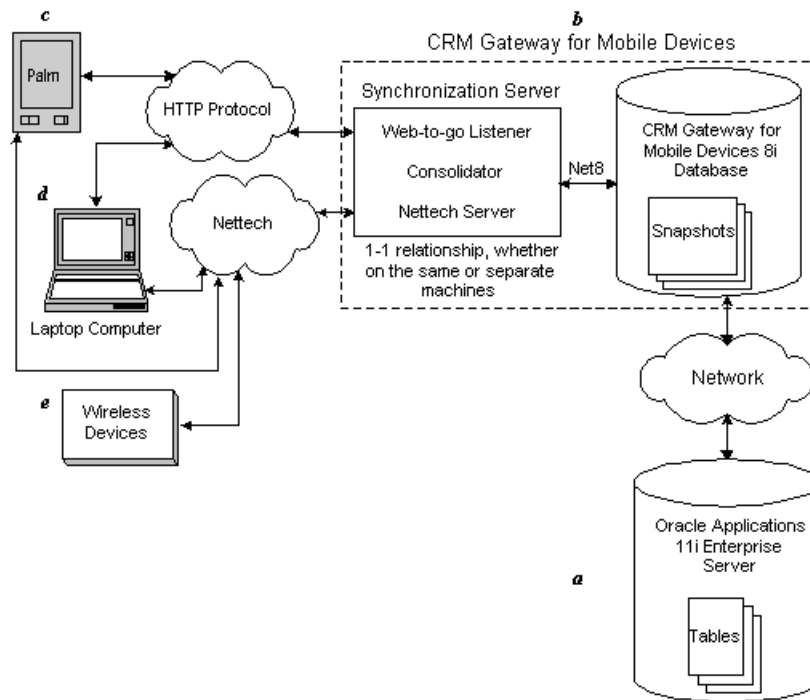 c
b
CRM Gateway for Mobile Devices
Palm
HTTP Protocol
Synchronization Server
Web-to-go Listener
Consolidator
Nettech Server
Net8
CRM Gateway for
Mobile Devices 8i
Database
Snapshots
1-1 relationship, whether
on the same or separate
machines
d
Nettech
Laptop Computer
e
Wireless
Devices
Network
a
Oracle Applications
11i Enterprise
Server
Tables